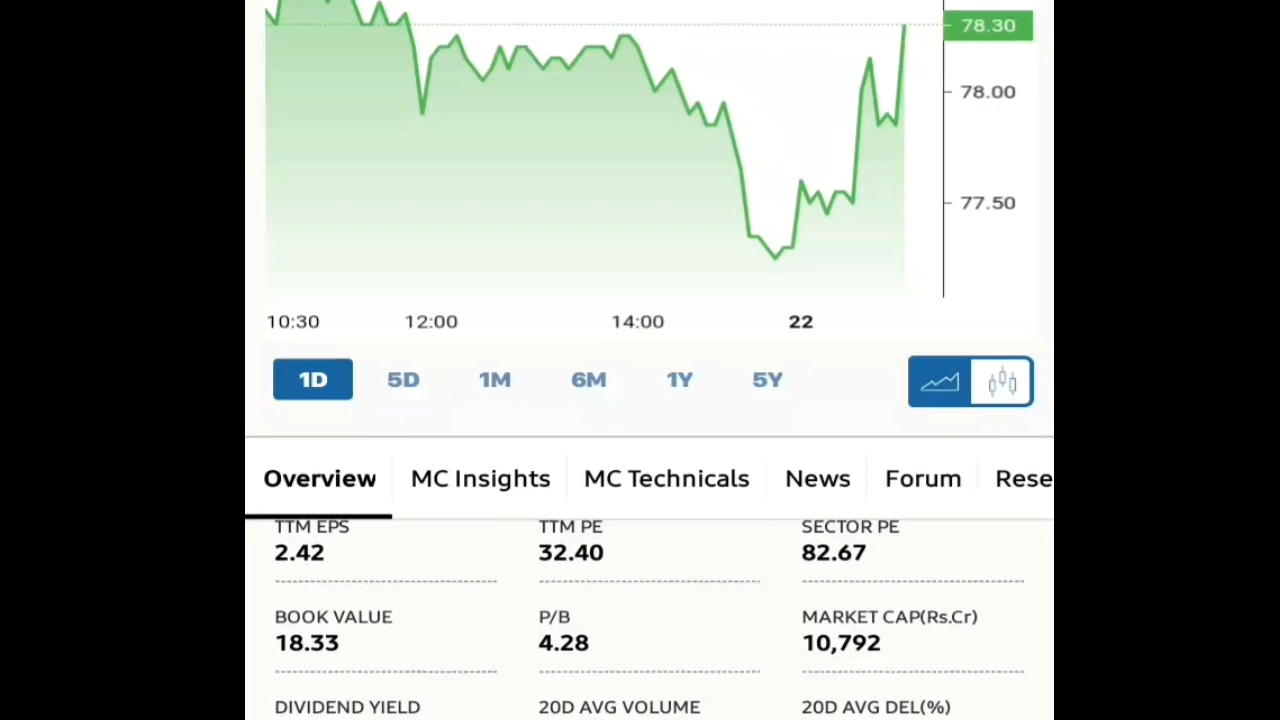 78.30
78.00
77.50
10:30 12:00 14:00 22
1D 5D 1M 6M 1Y 5Y
Overview MC Insights MC Technicals News Forum Rese
TTM EPS TTM PE SECTOR PE
2.42 32.40 82.67
BOOK VALUE P/B MARKET CAP(Rs.Cr)
18.33 4.28 10,792
DIVIDEND YIELD 20D AVG VOLUME 20D AVG DEL(%)